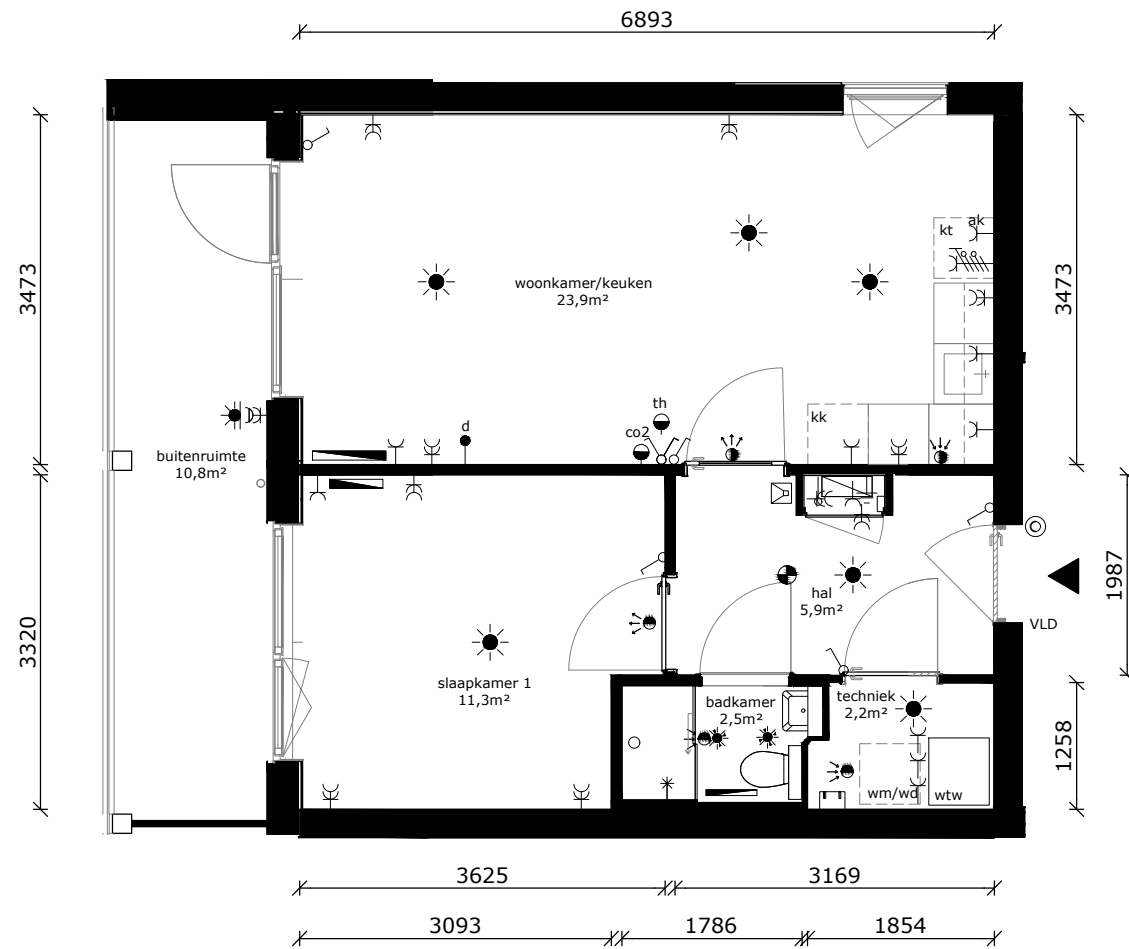 6893
3473
3473
kt
ak
woonkamer/keuken
23,9m²
th
co2
d
kk
buitenruimte
10,8m²
1987
3320
hal
5,9m²
VLD
slaapkamer 1
11,3m²
badkamer
2,5m²
techniek
2,2m²
1258
wm/wd
wtw
3625
3169
3093
1786
1854